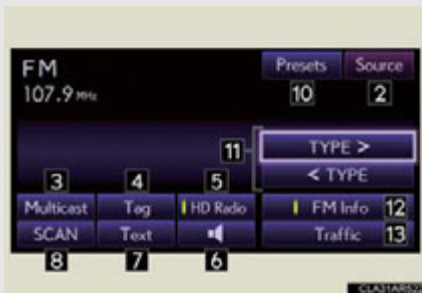 FM Presets Source
107.9 MHz 10 2
11 TYPE >
< TYPE
3 4 5
Multicast Tag HD Radio FM Info 12
SCAN Text Traffic 13
8 7 6
CLA31AR522